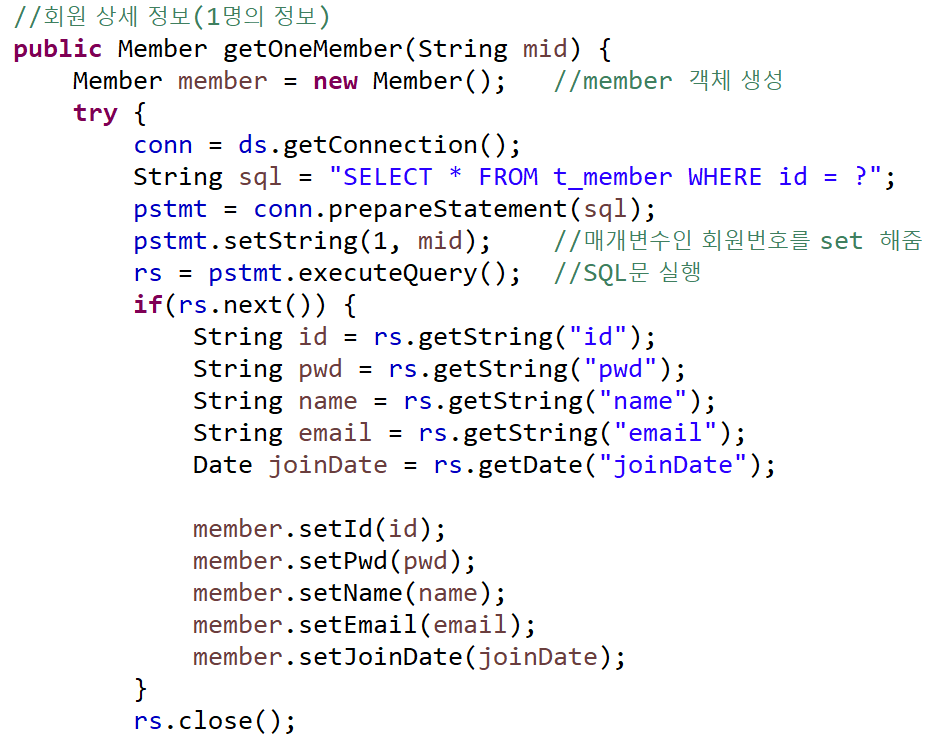 //회원 상세 정보(1명의 정보)
public Member getOneMember(String mid) {
    Member member = new Member();   //member 객체 생성
    try {
        conn = ds.getConnection();
        String sql = "SELECT * FROM t_member WHERE id = ?";
        pstmt = conn.prepareStatement(sql);
        pstmt.setString(1, mid);    //매개변수인 회원번호를 set 해줌
        rs = pstmt.executeQuery();  //SQL문 실행
        if(rs.next()) {
            String id = rs.getString("id");
            String pwd = rs.getString("pwd");
            String name = rs.getString("name");
            String email = rs.getString("email");
            Date joinDate = rs.getDate("joinDate");

            member.setId(id);
            member.setPwd(pwd);
            member.setName(name);
            member.setEmail(email);
            member.setJoinDate(joinDate);
        }
        rs.close();